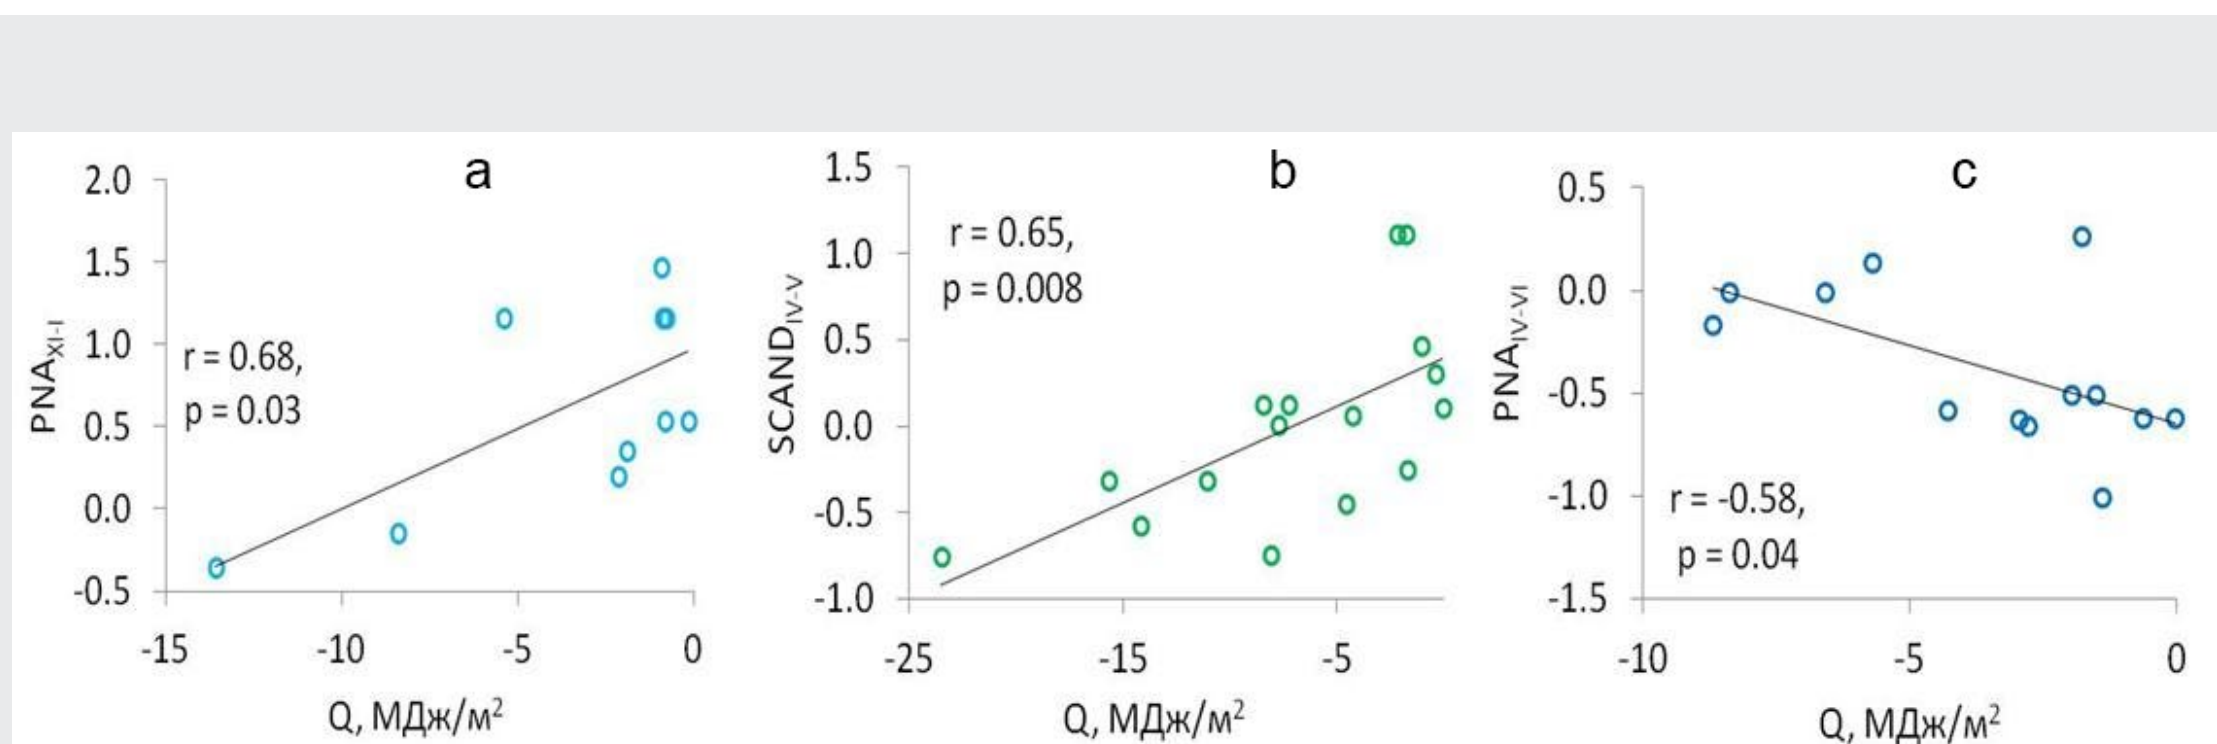 a
2.0
1.5
1.0
0.5
0.0
-0.5
PNAXI-I
r = 0.68,
p = 0.03
-15 -10 -5 0
Q, МДж/м²
b
1.5
1.0
0.5
0.0
-0.5
-1.0
SCANDIV-V
r = 0.65,
p = 0.008
-25 -15 -5
Q, МДж/м²
c
0.5
0.0
-0.5
-1.0
-1.5
PNAIV-VI
r = -0.58,
p = 0.04
-10 -5 0
Q, МДж/м²